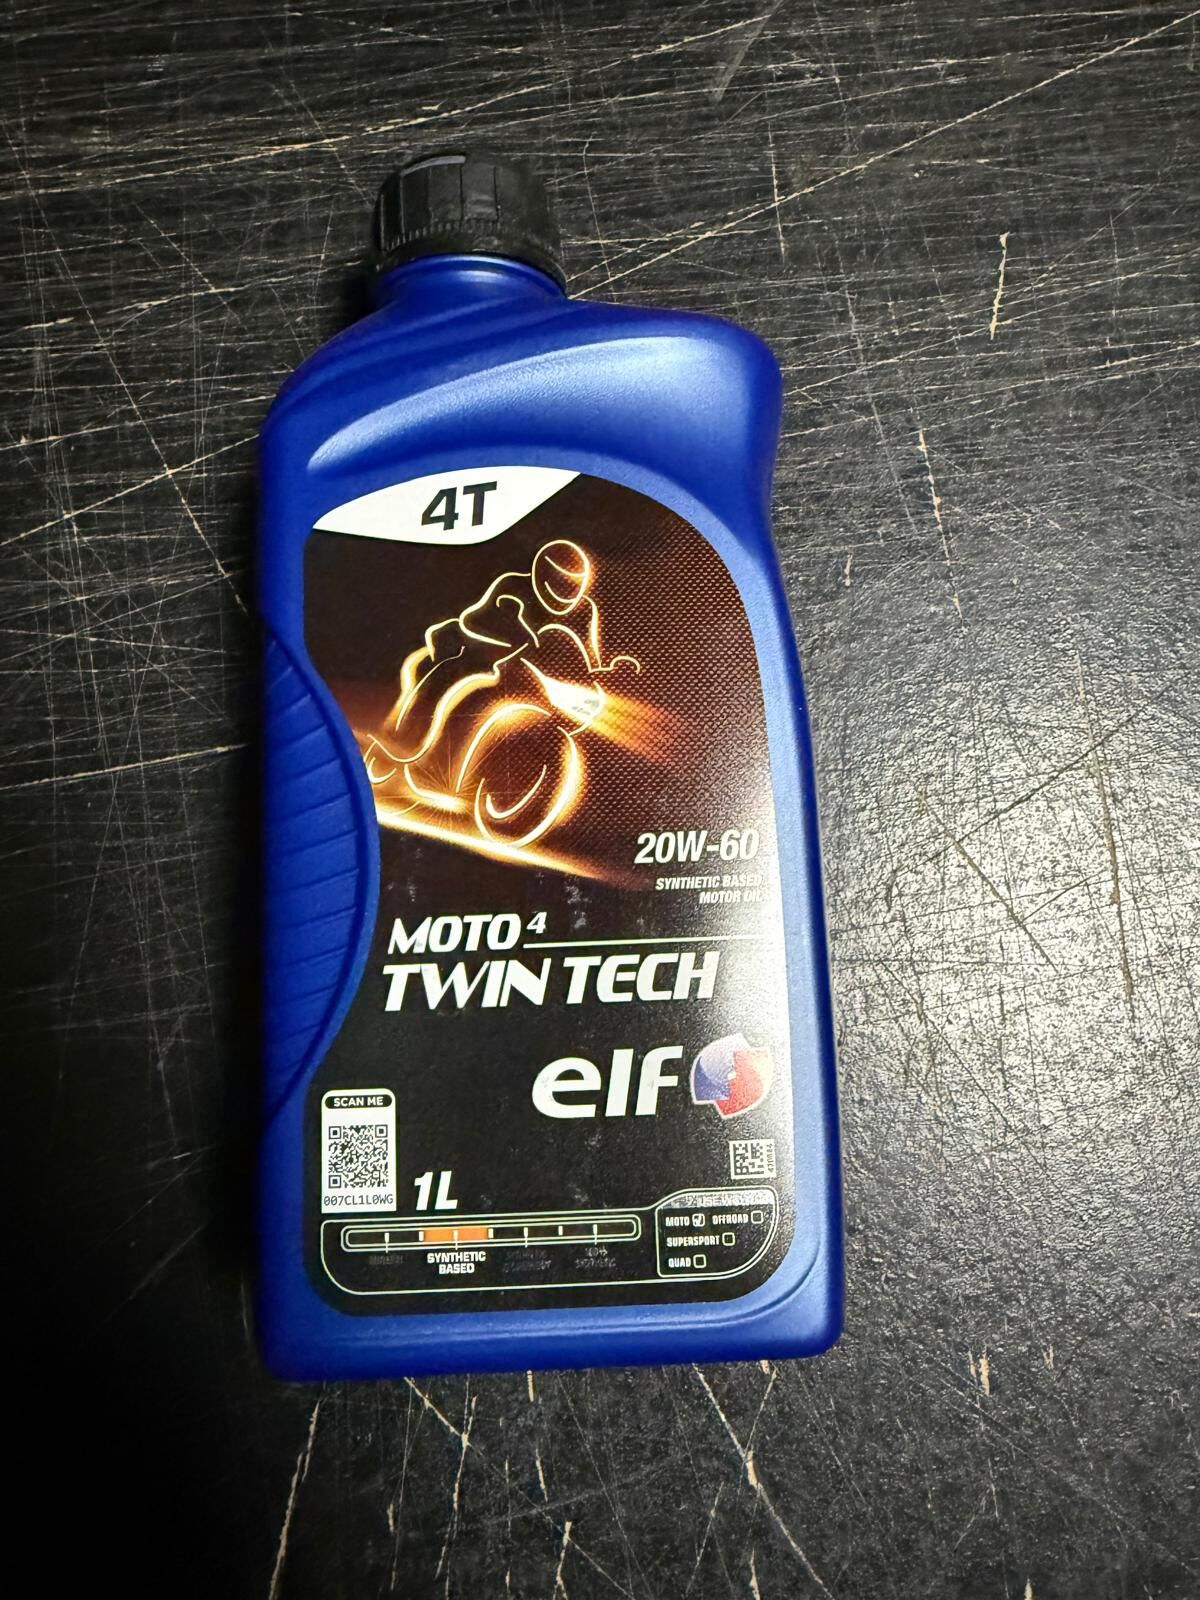 4T
20W-60
SYNTHETIC BASED
MOTOR OIL
MOTO 4
TWIN TECH
elf
SCAN ME
007CL1L0WG
1L
SYNTHETIC
BASED
MOTO OFFROAD
SUPERSPORT
QUAD